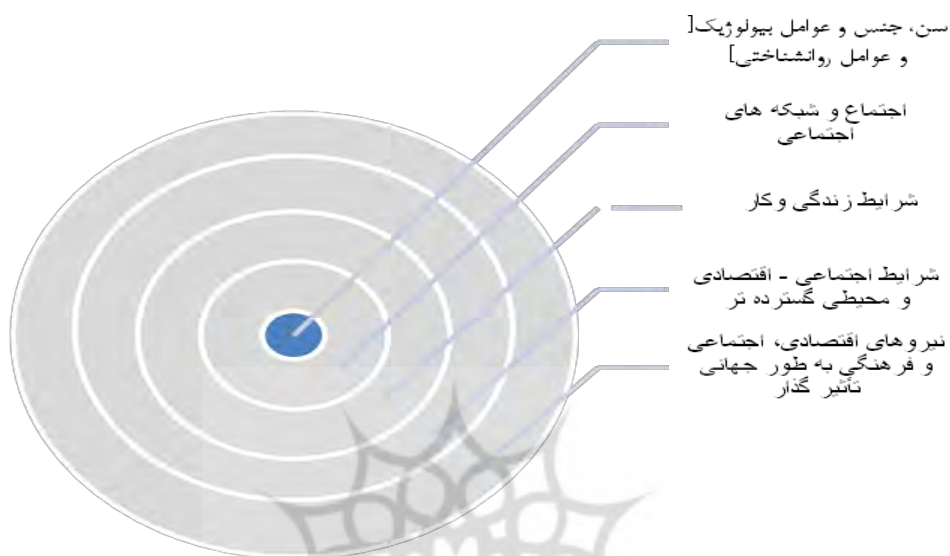 سن، جنس و عوامل بیولوژیک[
و عوامل روانشناختی]
اجتماع و شبکه های
اجتماعی
شرایط زندگی و کار
شرایط اجتماعی - اقتصادی
و محیطی گسترده تر
نیروهای اقتصادی، اجتماعی
و فرهنگی به طور جهانی
تأثیر گذار